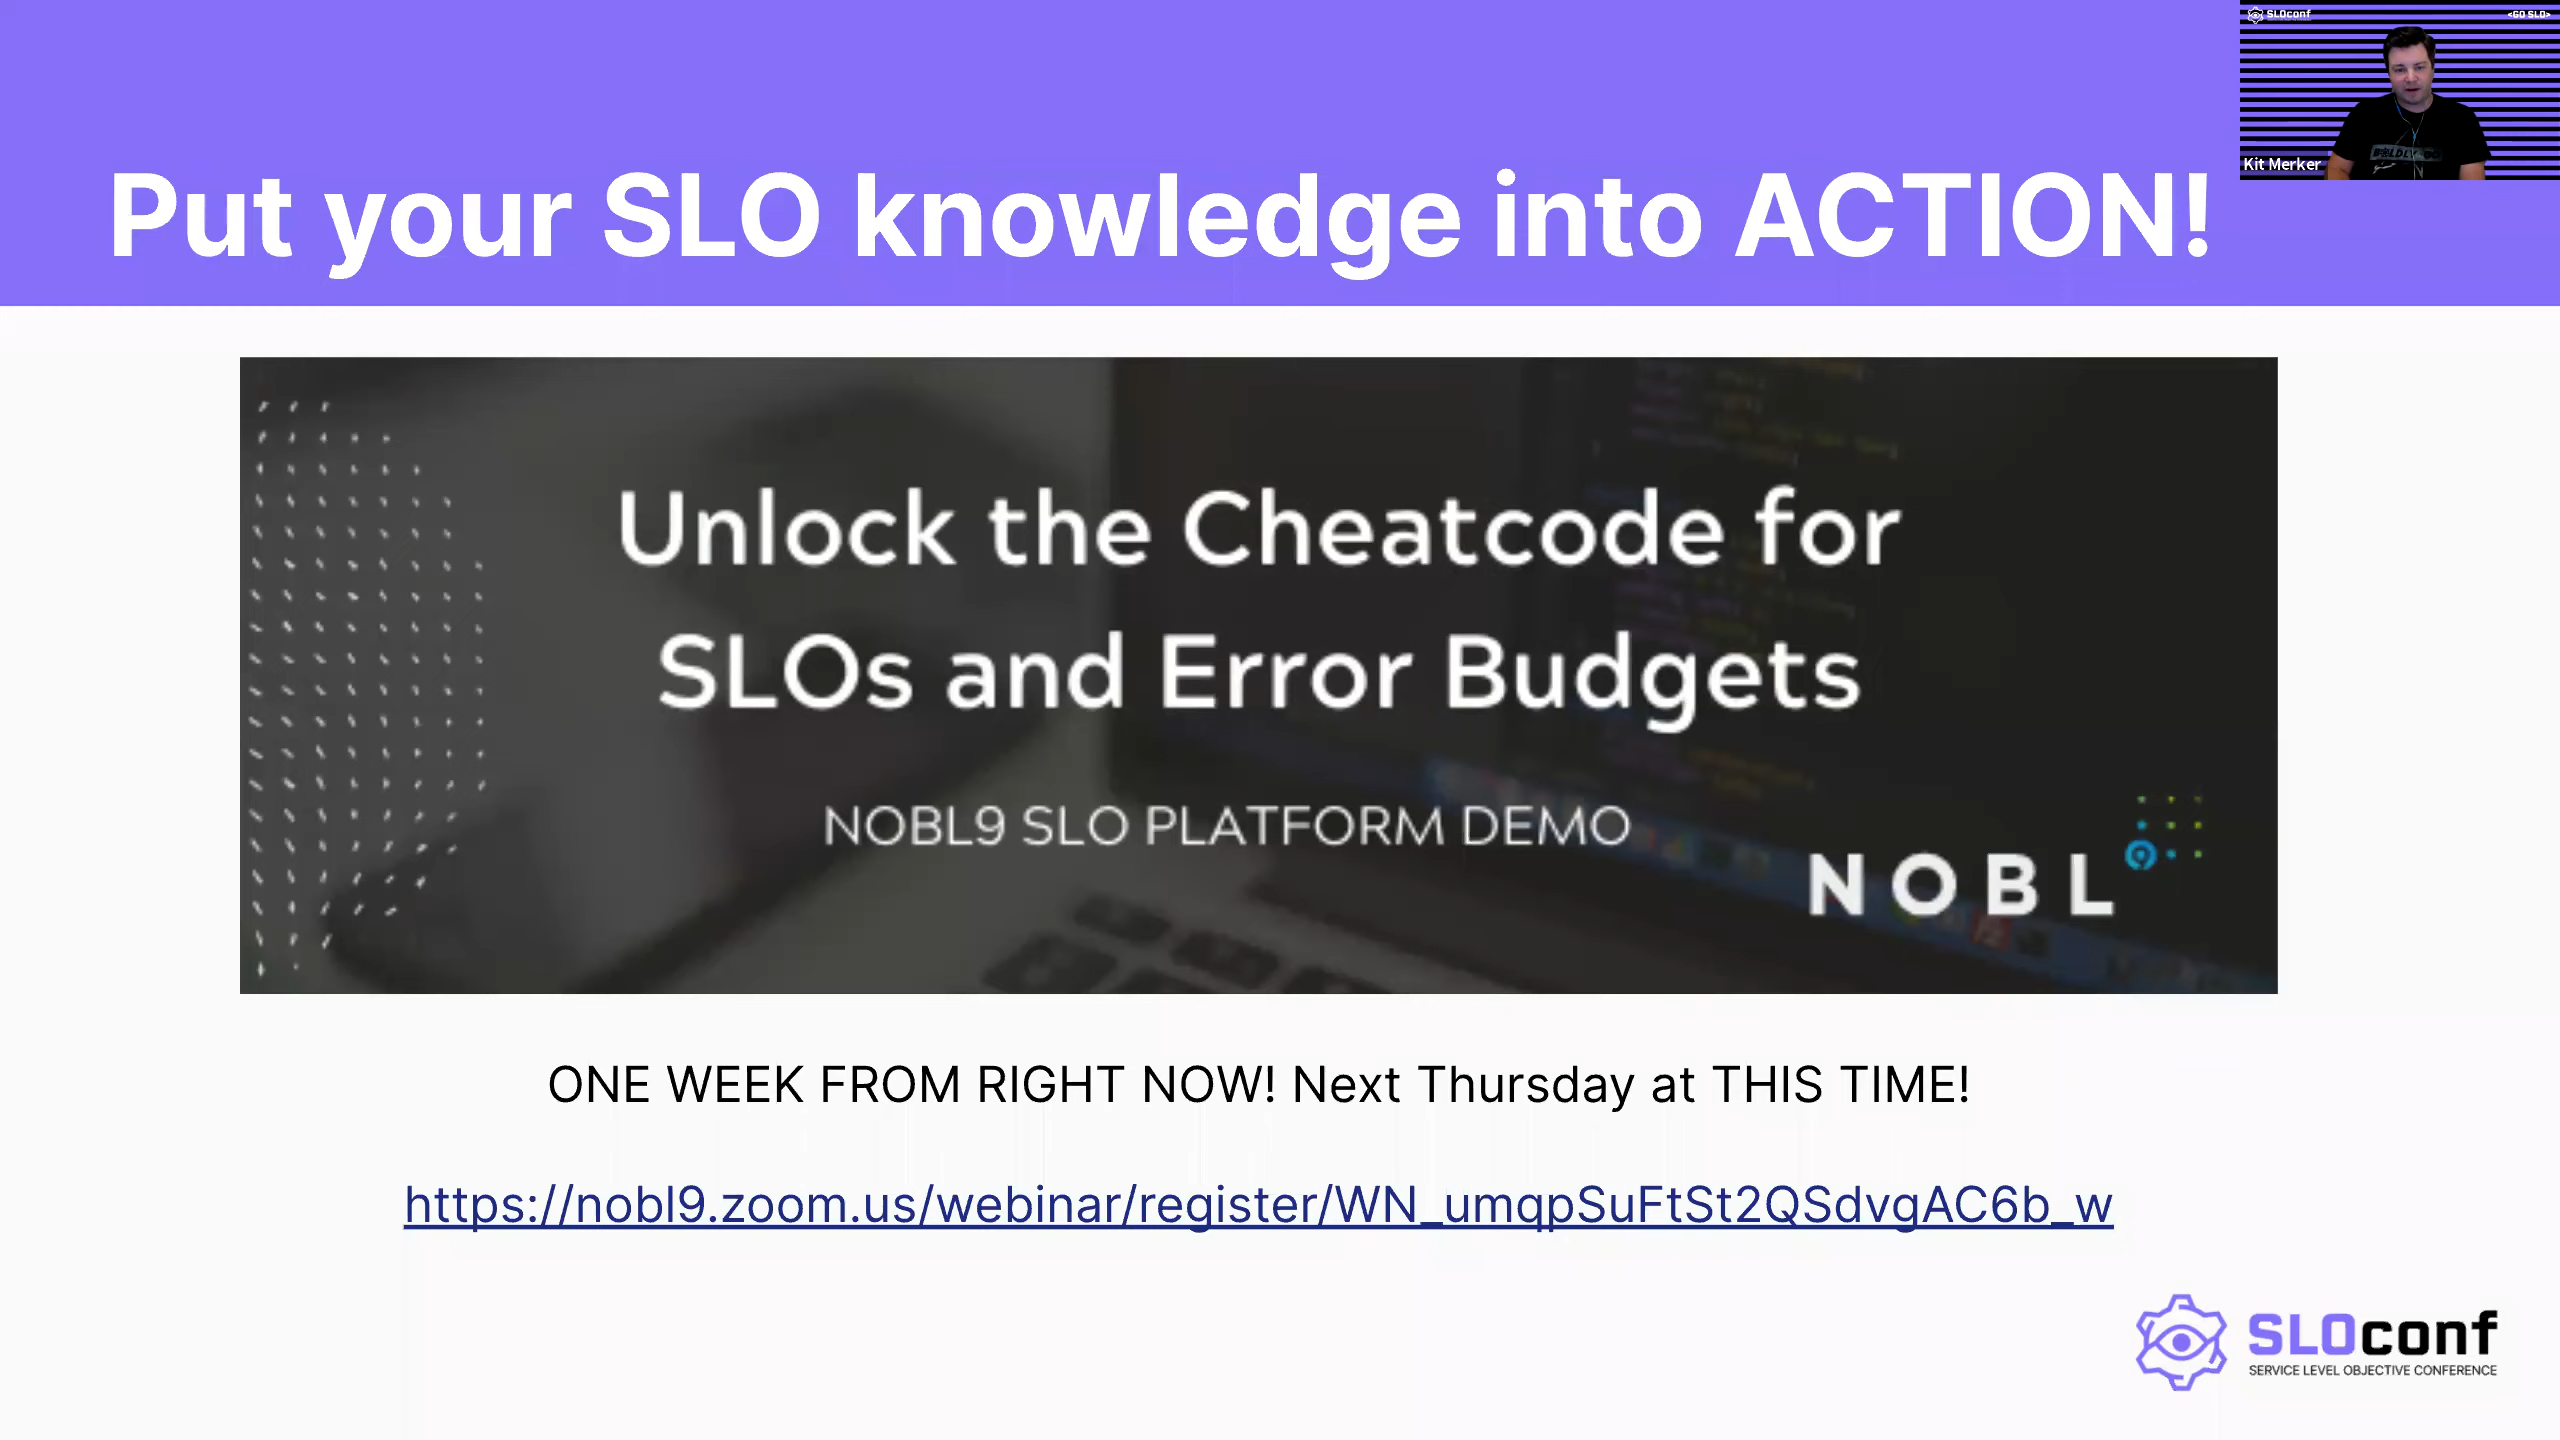 SLOconf
<GO SLO>
Kit Merker
Put your SLO knowledge into ACTION!
Unlock the Cheatcode for
SLOs and Error Budgets
NOBL9 SLO PLATFORM DEMO
NOBL
ONE WEEK FROM RIGHT NOW! Next Thursday at THIS TIME!
https://nobl9.zoom.us/webinar/register/WN_umqpSuFtSt2QSdvgAC6b_w
SLOconf
SERVICE LEVEL OBJECTIVE CONFERENCE